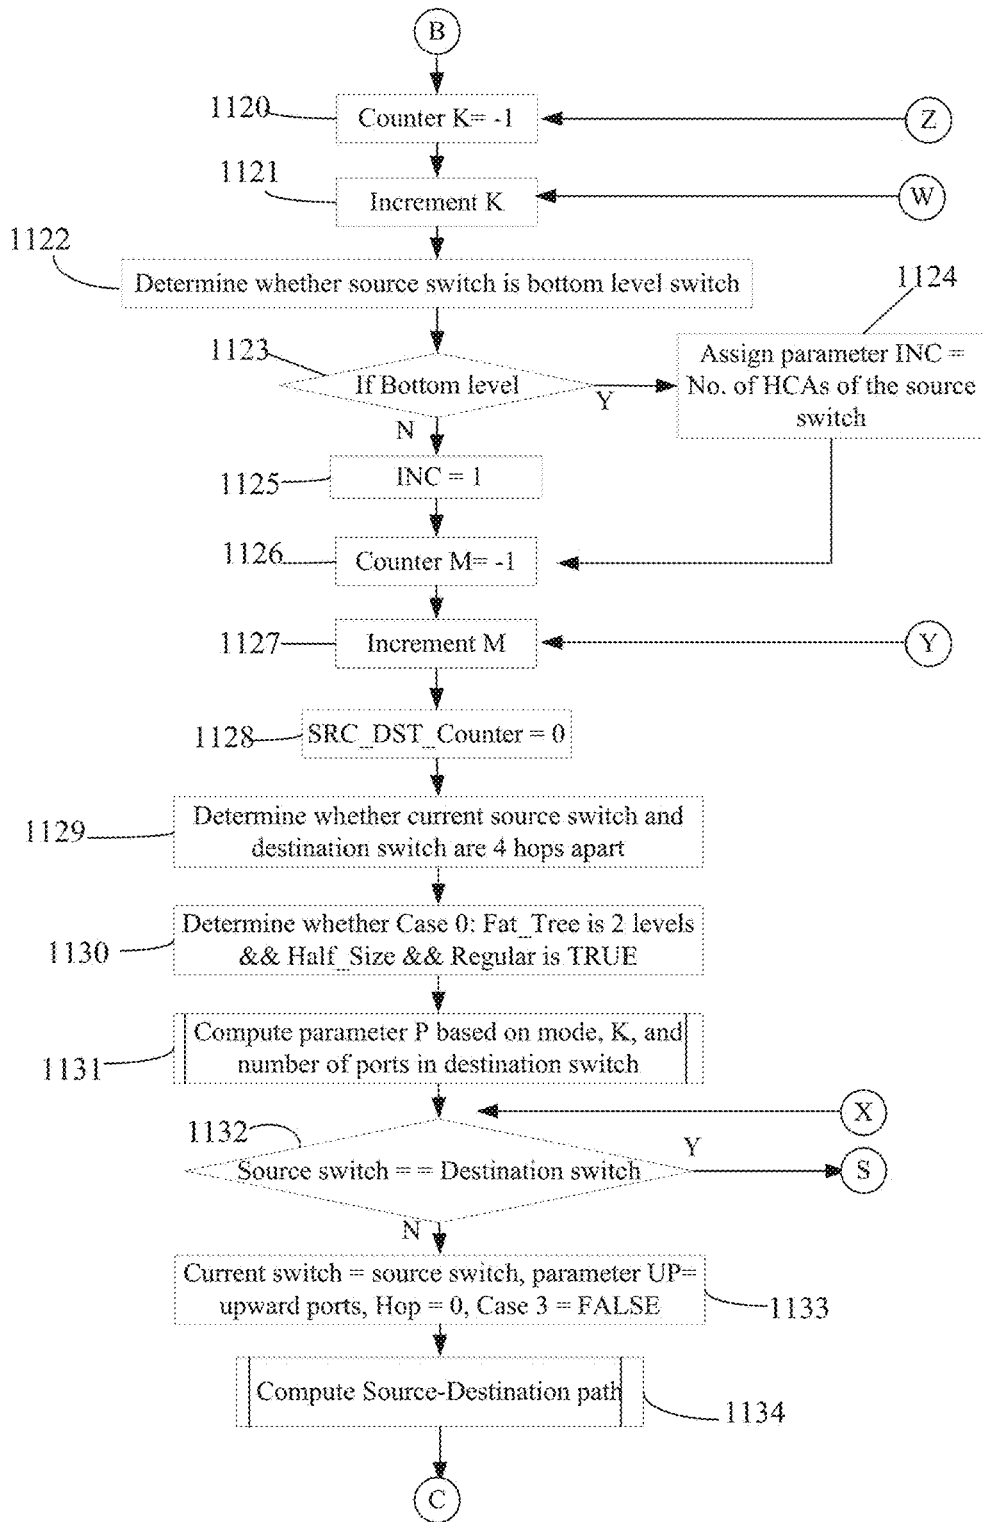 B
1120
Counter K= -1
Z
1121
Increment K
W
1122
Determine whether source switch is bottom level switch
1124
1123
If Bottom level
Y
Assign parameter INC =
No. of HCAs of the source
switch
N
1125
INC = 1
1126
Counter M= -1
1127
Increment M
Y
1128
SRC_DST_Counter = 0
1129
Determine whether current source switch and
destination switch are 4 hops apart
1130
Determine whether Case 0: Fat_Tree is 2 levels
&& Half_Size && Regular is TRUE
1131
Compute parameter P based on mode, K, and
number of ports in destination switch
X
1132
Source switch = = Destination switch
Y
S
N
Current switch = source switch, parameter UP=
upward ports, Hop = 0, Case 3 = FALSE
1133
Compute Source-Destination path
1134
C